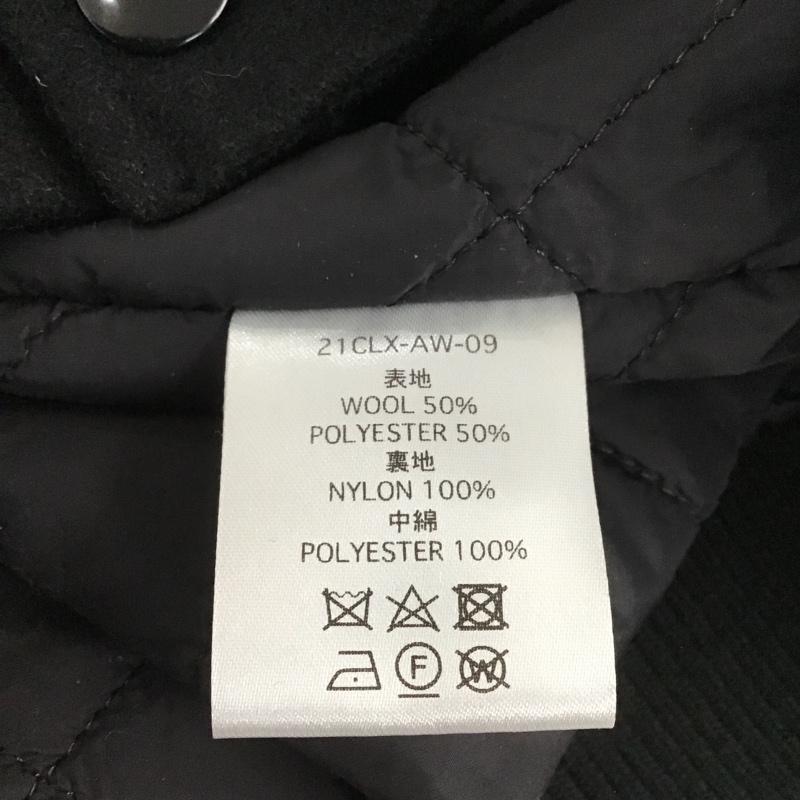 21CLX-AW-09
表地
WOOL 50%
POLYESTER 50%
裏地
NYLON 100%
中綿
POLYESTER 100%
F
W